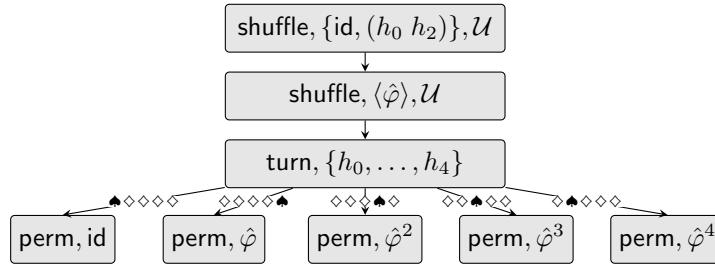 shuffle, {id, (h₀ h₂)}, 𝒰
shuffle, ⟨φ̂⟩, 𝒰
turn, {h₀, . . . , h₄}
♠♢♢♢♢ ♢♢♢♢♠ ♢♢♢♠♢ ♢♢♠♢♢ ♢♠♢♢♢
perm, id perm, φ̂ perm, φ̂² perm, φ̂³ perm, φ̂⁴